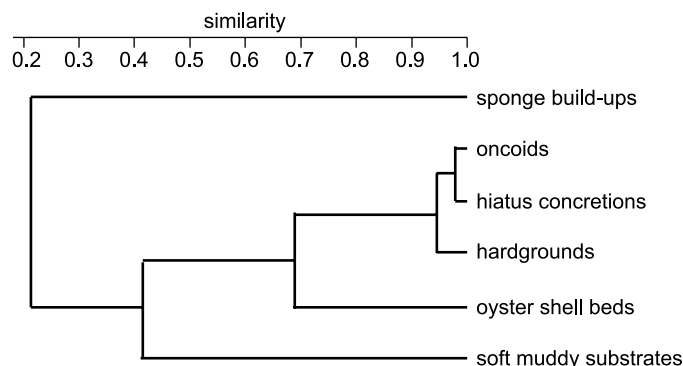 similarity
0.2 0.3 0.4 0.5 0.6 0.7 0.8 0.9 1.0
sponge build-ups
oncoids
hiatus concretions
hardgrounds
oyster shell beds
soft muddy substrates